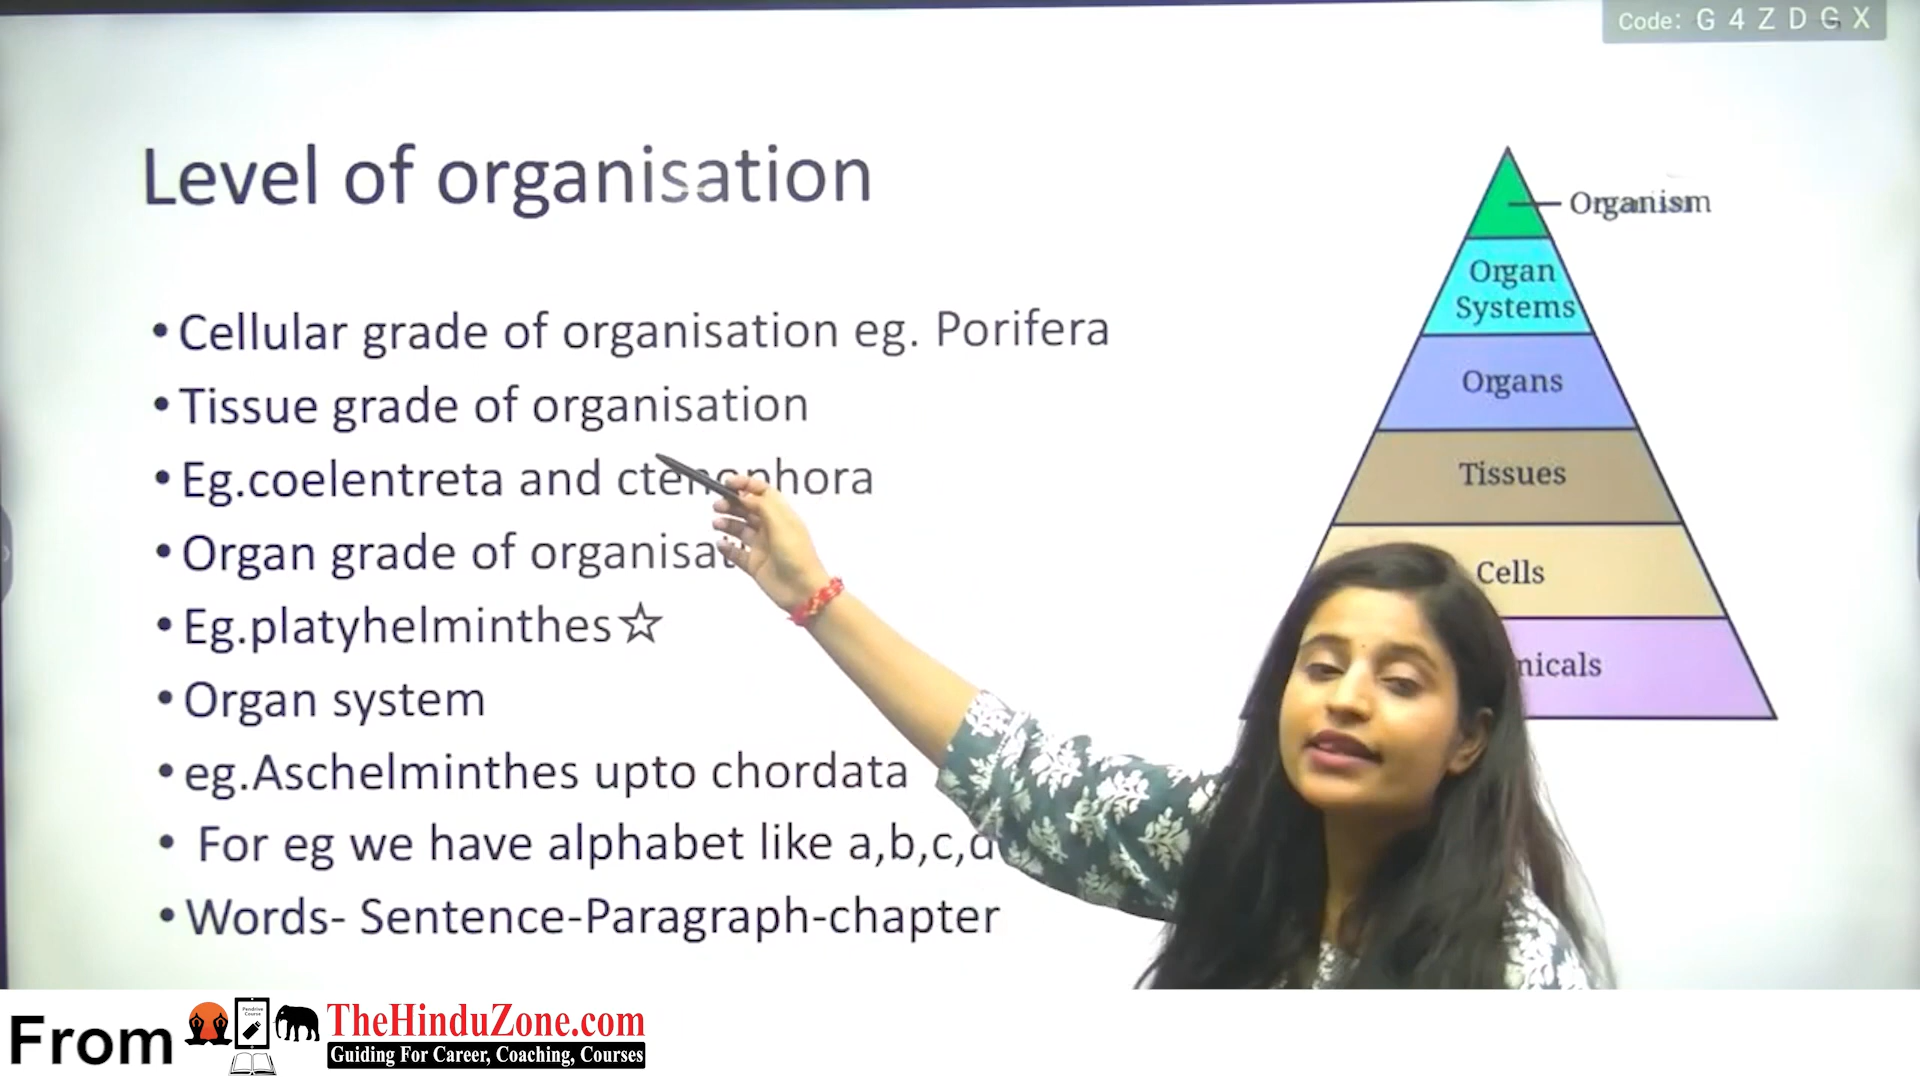 Code: G 4 Z D G X
Level of organisation
• Cellular grade of organisation eg. Porifera
• Tissue grade of organisation
• Eg.coelentreta and ctenophora
• Organ grade of
• Eg.platyhelminthes☆
• Organ system
• eg.Aschelminthes upto chordata
• For eg we have alphabet like a,b,c,d
• Words- Sentence-Paragraph-chapter
Organism
Organ
Systems
Organs
Tissues
Cells
From
Pendrive
Course
TheHinduZone.com
Guiding For Career, Coaching, Courses